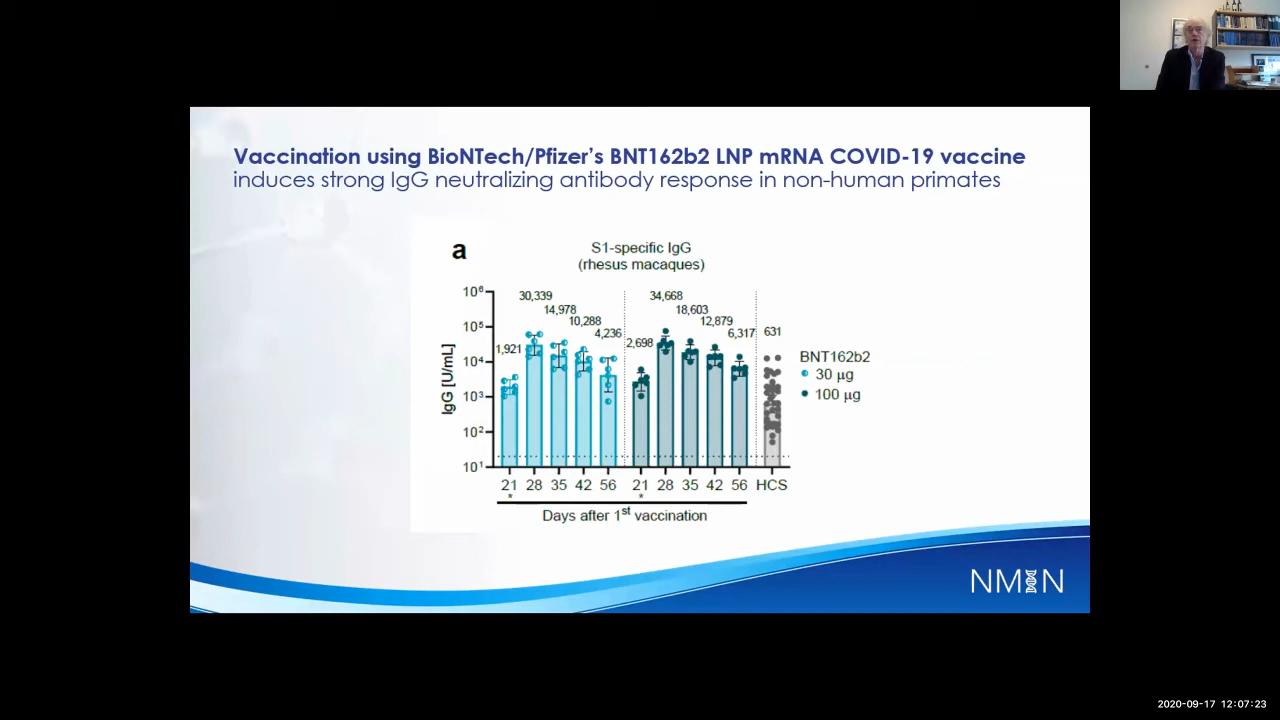 Vaccination using BioNTech/Pfizer's BNT162b2 LNP mRNA COVID-19 vaccine
induces strong IgG neutralizing antibody response in non-human primates
a
S1-specific IgG
(rhesus macaques)
IgG [U/mL]
10⁶
10⁵
10⁴
10³
10²
10¹
1,921
30,339
14,978
10,288
4,236
2,698
34,668
18,603
12,879
6,317
631
BNT162b2
30 µg
100 µg
21 28 35 42 56 21 28 35 42 56 HCS
* *
Days after 1st vaccination
NMIN
2020-09-17 12:07:23